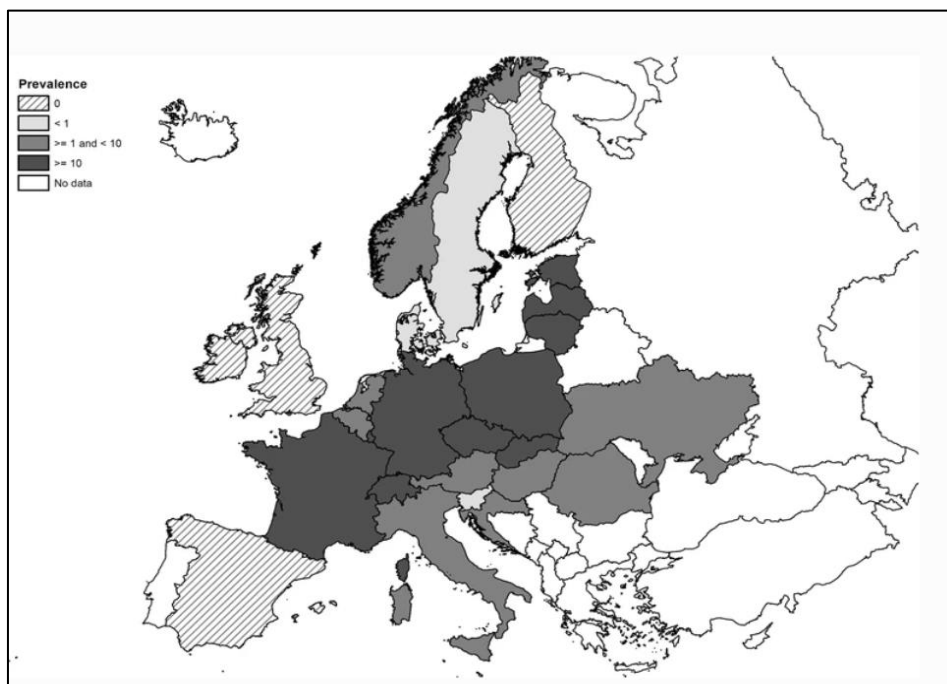 Prevalence
0
< 1
>= 1 and < 10
>= 10
No data